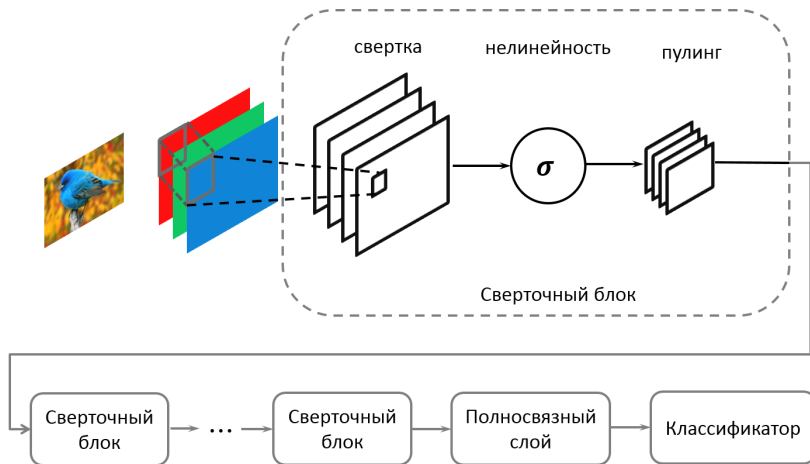 свертка нелинейность пулинг
σ
Сверточный блок
Сверточный
блок
...
Сверточный
блок
Полносвязный
слой
Классификатор